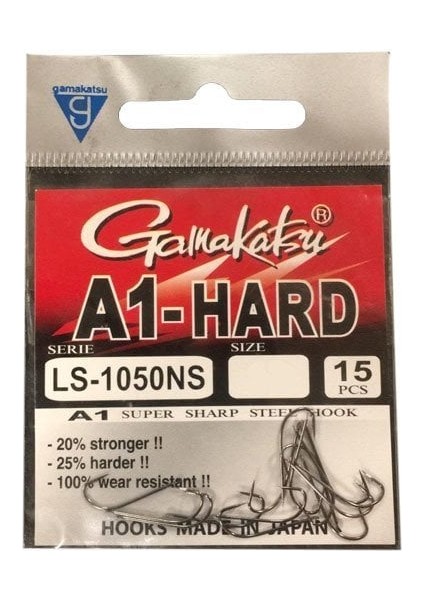 gamakatsu
Gamakatsu®
A1-HARD
SERIE SIZE
LS-1050NS 15 PCS
A1 SUPER SHARP STEEL HOOK
- 20% stronger !!
- 25% harder !!
- 100% wear resistant !!
HOOKS MADE IN JAPAN